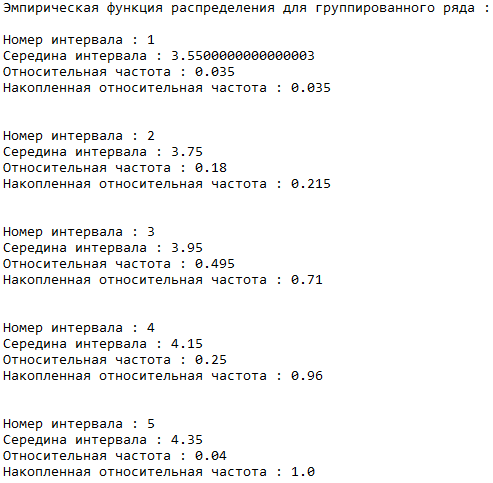 Эмпирическая функция распределения для группированного ряда :
Номер интервала : 1
Середина интервала : 3.5500000000000003
Относительная частота : 0.035
Накопленная относительная частота : 0.035
Номер интервала : 2
Середина интервала : 3.75
Относительная частота : 0.18
Накопленная относительная частота : 0.215
Номер интервала : 3
Середина интервала : 3.95
Относительная частота : 0.495
Накопленная относительная частота : 0.71
Номер интервала : 4
Середина интервала : 4.15
Относительная частота : 0.25
Накопленная относительная частота : 0.96
Номер интервала : 5
Середина интервала : 4.35
Относительная частота : 0.04
Накопленная относительная частота : 1.0